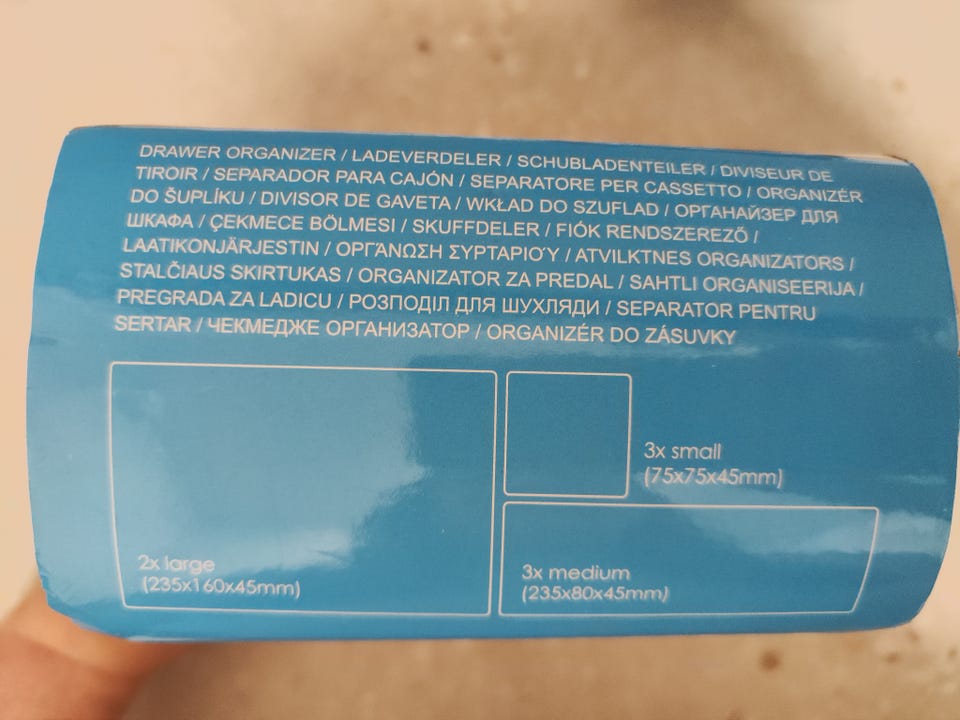 DRAWER ORGANIZER / LADEVERDELER / SCHUBLADENTEILER / DIVISEUR DE
TIROIR / SEPARADOR PARA CAJÓN / SEPARATORE PER CASSETTO / ORGANIZÉR
DO ŠUPLÍKU / DIVISOR DE GAVETA / WKŁAD DO SZUFLAD / ОРГАНАЙЗЕР ДЛЯ
ШКАФА / ÇEKMECE BÖLMESI / SKUFFDELER / FIÓK RENDSZEREZŐ /
LAATIKONJÄRJESTIN / ΟΡΓΆΝΩΣΗ ΣΥΡΤΑΡΙΟΎ / ATVILKTNES ORGANIZATORS /
STALČIAUS SKIRTUKAS / ORGANIZATOR ZA PREDAL / SAHTLI ORGANISEERIJA /
PREGRADA ZA LADICU / РОЗПОДІЛ ДЛЯ ШУХЛЯДИ / SEPARATOR PENTRU
SERTAR / ЧЕКМЕДЖЕ ОРГАНИЗАТОР / ORGANIZÉR DO ZÁSUVKY
3x small
(75x75x45mm)
2x large
(235x160x45mm)
3x medium
(235x80x45mm)